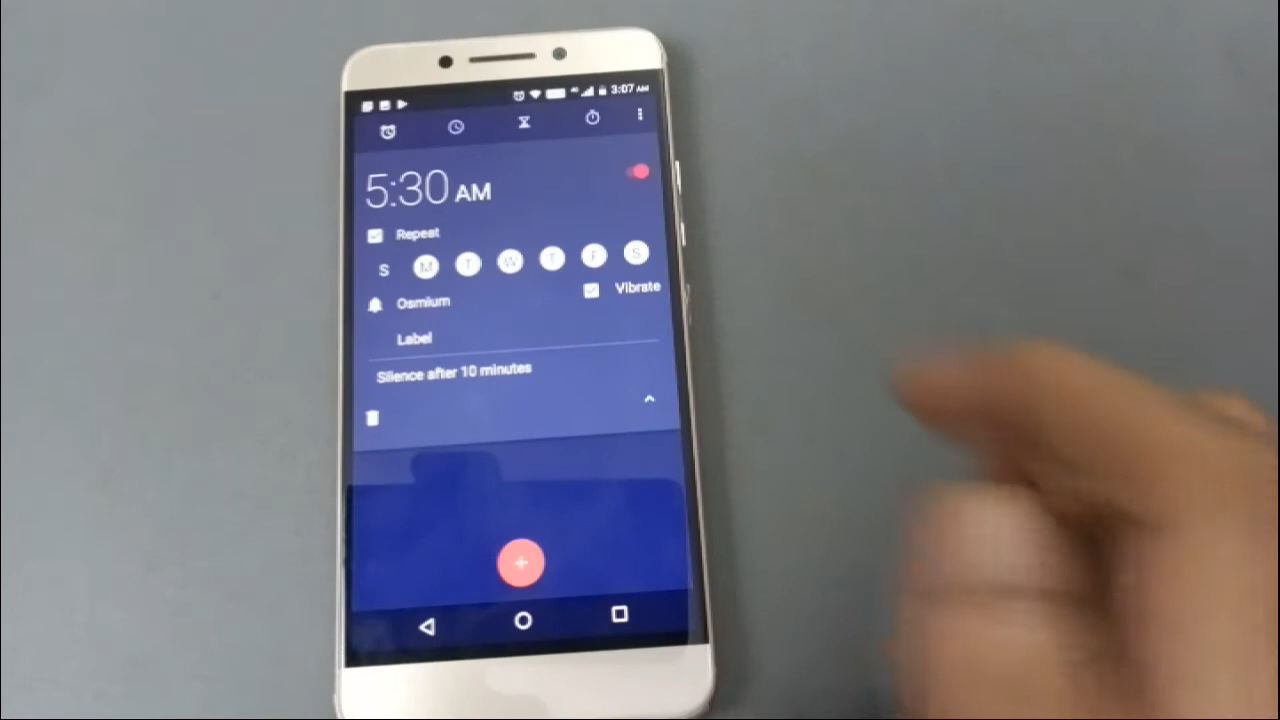 3:07 AM
5:30 AM
Repeat
S M T W T F S
Osmium
Vibrate
Label
Silence after 10 minutes